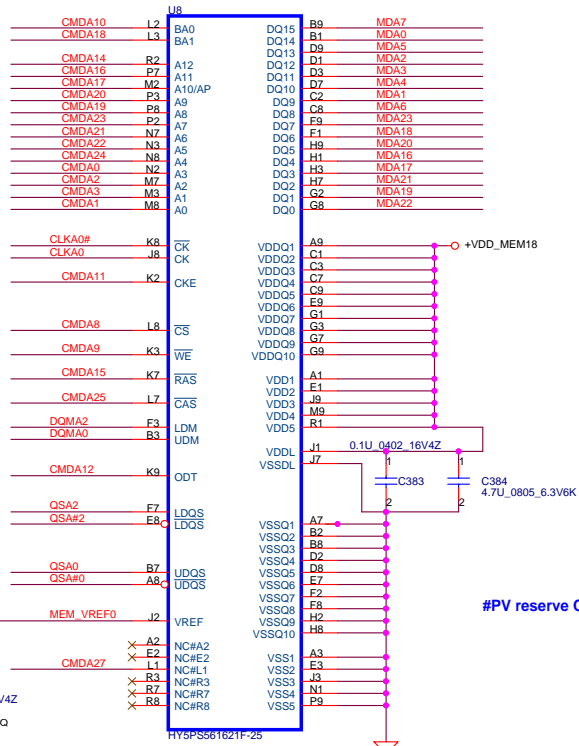 U8
CMDA10 L2 BA0 DQ15 B9 MDA7
CMDA18 L3 BA1 DQ14 B1 MDA0
DQ13 D9 MDA5
CMDA14 R2 A12 DQ12 D1 MDA2
CMDA16 P7 A11 DQ11 D3 MDA3
CMDA17 M2 A10/AP DQ10 D7 MDA4
CMDA20 P3 A9 DQ9 C2 MDA1
CMDA19 P8 A8 DQ8 C8 MDA6
CMDA23 P2 A7 DQ7 F9 MDA23
CMDA21 N7 A6 DQ6 F1 MDA18
CMDA22 N3 A5 DQ5 H9 MDA20
CMDA24 N8 A4 DQ4 H1 MDA16
CMDA0 N2 A3 DQ3 H3 MDA17
CMDA2 M7 A2 DQ2 H7 MDA21
CMDA3 M3 A1 DQ1 G2 MDA19
CMDA1 M8 A0 DQ0 G8 MDA22
CLKA0# K8 CK VDDQ1 A9 +VDD_MEM18
CLKA0 J8 CK VDDQ2 C1
VDDQ3 C3
CMDA11 K2 CKE VDDQ4 C7
VDDQ5 C9
VDDQ6 E9
VDDQ7 G1
CMDA8 L8 CS VDDQ8 G3
VDDQ9 G7
CMDA9 K3 WE VDDQ10 G9
CMDA15 K7 RAS VDD1 A1
VDD2 E1
CMDA25 L7 CAS VDD3 J9
VDD4 M9
DQMA2 F3 LDM VDD5 R1
DQMA0 B3 UDM
VDDL J1 0.1U_0402_16V4Z
VSSDL J7 1 1
CMDA12 K9 ODT C383 C384
4.7U_0805_6.3V6K
2 2
QSA2 F7 LDQS
QSA#2 E8 LDQS VSSQ1 A7
VSSQ2 B2
VSSQ3 B8
VSSQ4 D2
QSA0 B7 UDQS VSSQ5 D8
QSA#0 A8 UDQS VSSQ6 E7
VSSQ7 F2
VSSQ8 F8
MEM_VREF0 J2 VREF VSSQ9 H2
VSSQ10 H8
#PV reserve C
A2 NC#A2
E2 NC#E2 VSS1 A3
CMDA27 L1 NC#L1 VSS2 E3
R3 NC#R3 VSS3 J3
R7 NC#R7 VSS4 N1
R8 NC#R8 VSS5 P9
V4Z
Q
HY5PS561621F-25